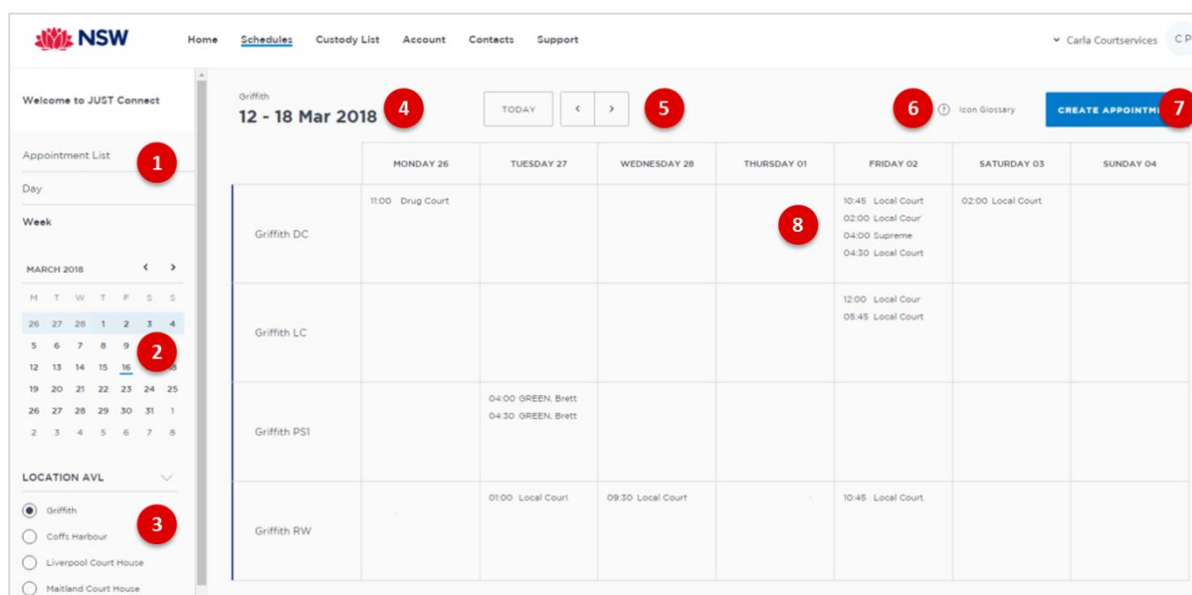 NSW
Home Schedules Custody List Account Contacts Support
Carla Courtservices C P
Welcome to JUST Connect
Griffith
12 - 18 Mar 2018 4
TODAY < > 5
6 ? Icon Glossary
CREATE APPOINTM 7
Appointment List 1
Day
Week
MARCH 2018 < >
M T W T F S S
26 27 28 1 2 3 4
5 6 7 8 9 2
12 13 14 15 16 18
19 20 21 22 23 24 25
26 27 28 29 30 31 1
2 3 4 5 6 7 8
LOCATION AVL
Griffith
Coffs Harbour 3
Liverpool Court House
Maitland Court House
MONDAY 26 TUESDAY 27 WEDNESDAY 28 THURSDAY 01 FRIDAY 02 SATURDAY 03 SUNDAY 04
Griffith DC
11:00 Drug Court
8
10:45 Local Court
02:00 Local Cour
04:00 Supreme
04:30 Local Court
02:00 Local Court
Griffith LC
12:00 Local Cour
05:45 Local Court
Griffith PS1
04:00 GREEN, Brett
04:30 GREEN, Brett
Griffith RW
01:00 Local Court
09:30 Local Court
10:45 Local Court